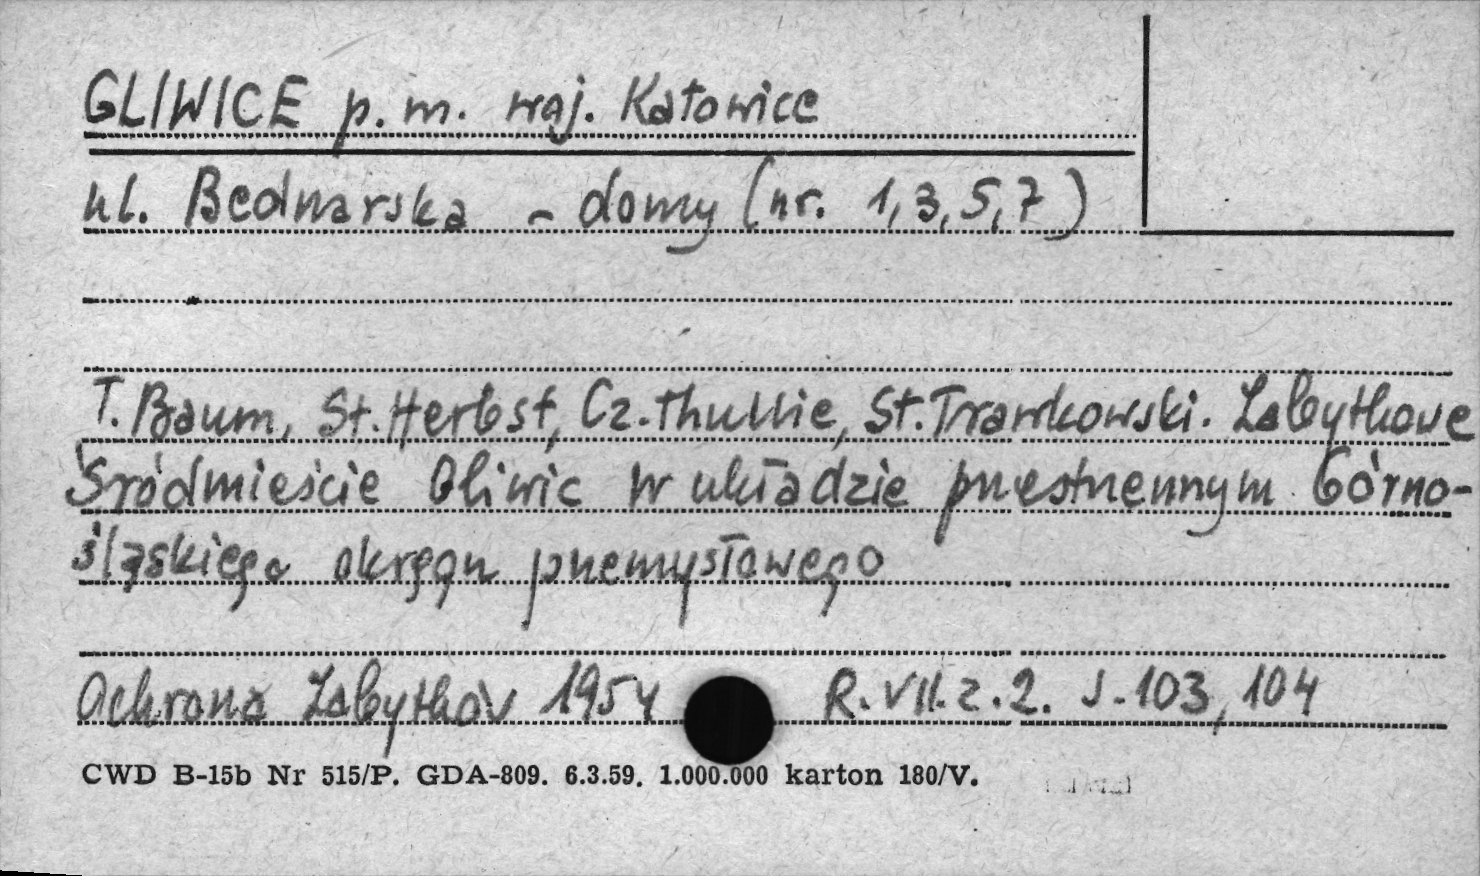 GLIWICE p. m. woj. Katowice
ul. Bednarska - domy (nr. 1, 3, 5, 7)
T. Baum, St. Herbst, Cz. Thullie, St. Trawkowski. Zabytkowe
Śródmieście Gliwic w układzie przestrzennym Górno-
śląskiego okręgu przemysłowego
Ochrona Zabytków 1954 R. VII. z. 2. s. 103, 104
CWD B-15b Nr 515/P. GDA-809. 6.3.59. 1.000.000 karton 180/V.